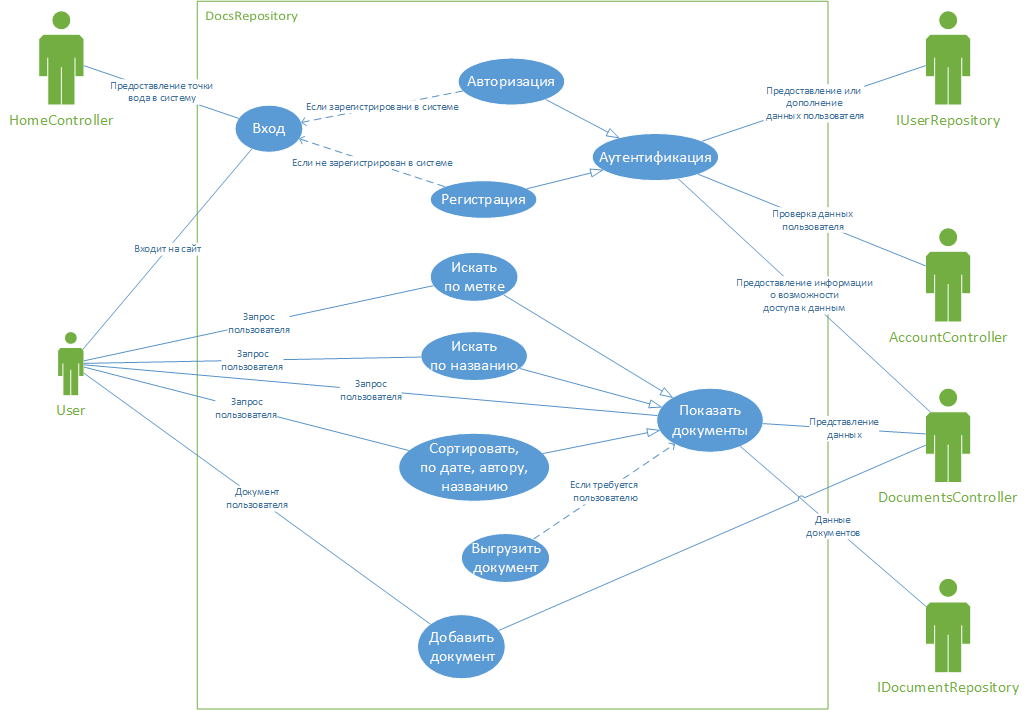 DocsRepository
HomeController
Предоставление точки
вода в систему
Вход
Если зарегистрировани в системе
Авторизация
Если не зарегистрирован в системе
Регистрация
Аутентификация
Предоставление или
дополнение
данных пользователя
IUserRepository
Входит на сайт
Проверка данных
пользователя
AccountController
Предоставление информации
о возможности
доступа к данным
User
Запрос
пользователя
Искать
по метке
Запрос
пользователя
Искать
по названию
Запрос
пользователя
Запрос
пользователя
Сортировать,
по дате, автору,
названию
Показать
документы
Представление
данных
DocumentsController
Если требуется
пользователю
Документ
пользователя
Выгрузить
документ
Данные
документов
Добавить
документ
IDocumentRepository